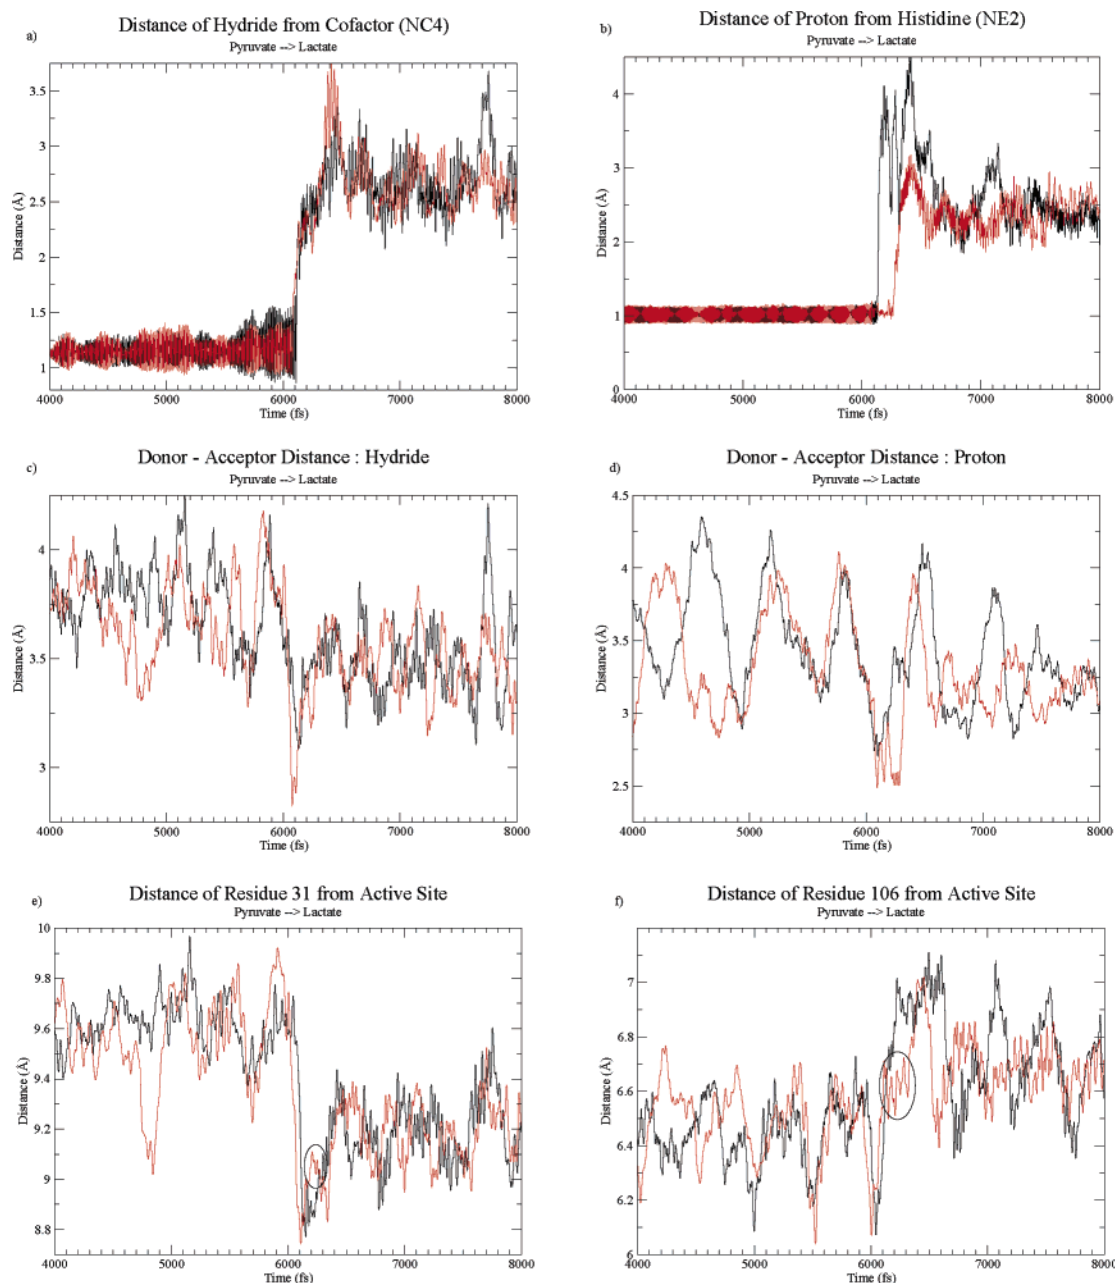 a)
Distance of Hydride from Cofactor (NC4)
Pyruvate --> Lactate
3.5
3
2.5
2
1.5
1
Distance (Å)
4000 5000 6000 7000 8000
Time (fs)
b)
Distance of Proton from Histidine (NE2)
Pyruvate --> Lactate
4
3
2
1
0
Distance (Å)
4000 5000 6000 7000 8000
Time (fs)
c)
Donor - Acceptor Distance : Hydride
Pyruvate --> Lactate
4
3.5
3
Distance (Å)
4000 5000 6000 7000 8000
Time (fs)
d)
Donor - Acceptor Distance : Proton
Pyruvate --> Lactate
4.5
4
3.5
3
2.5
Distance (Å)
4000 5000 6000 7000 8000
Time (fs)
e)
Distance of Residue 31 from Active Site
Pyruvate --> Lactate
10
9.8
9.6
9.4
9.2
9
8.8
Distance (Å)
4000 5000 6000 7000 8000
Time (fs)
f)
Distance of Residue 106 from Active Site
Pyruvate --> Lactate
7
6.8
6.6
6.4
6.2
6
Distance (Å)
4000 5000 6000 7000 8000
Time (fs)